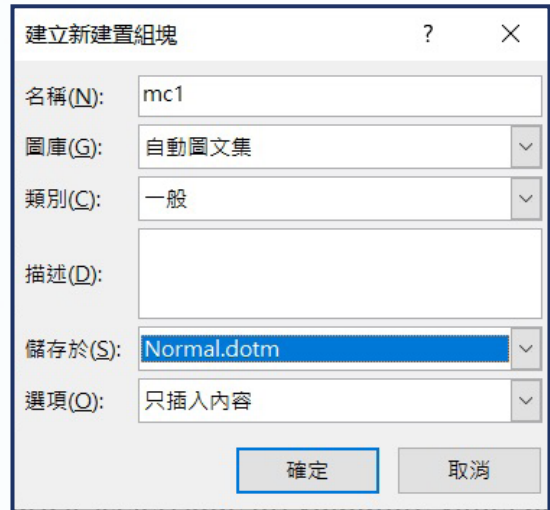 建立新建置組塊 ?
名稱(N): mc1
圖庫(G): 自動圖文集
類別(C): 一般
描述(D):
儲存於(S): Normal.dotm
選項(O): 只插入內容
確定 取消